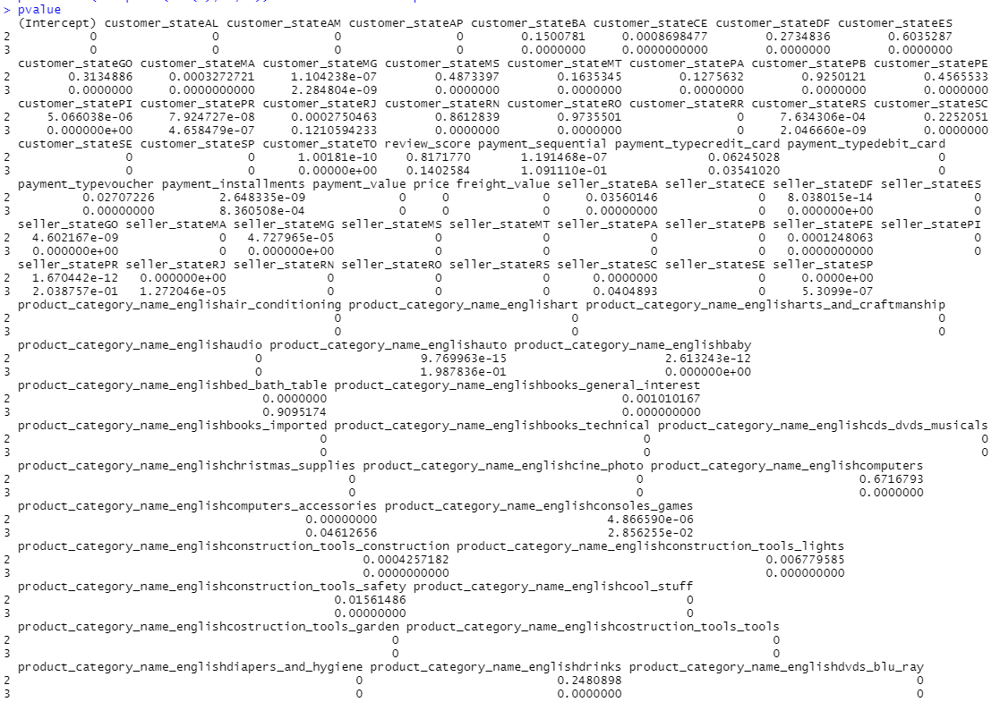 > pvalue
(Intercept) customer_stateAL customer_stateAM customer_stateAP customer_stateBA customer_stateCE customer_stateDF customer_stateES
2 0 0 0 0 0.1500781 0.0008698477 0.2734836 0.6035287
3 0 0 0 0 0.0000000 0.0000000000 0.0000000 0.0000000
customer_stateGO customer_stateMA customer_stateMG customer_stateMS customer_stateMT customer_statePA customer_statePB customer_statePE
2 0.3134886 0.0003272721 1.104238e-07 0.4873397 0.1635345 0.1275632 0.9250121 0.4565533
3 0.0000000 0.0000000000 2.284804e-09 0.0000000 0.0000000 0.0000000 0.0000000 0.0000000
customer_statePI customer_statePR customer_stateRJ customer_stateRN customer_stateRO customer_stateRR customer_stateRS customer_stateSC
2 5.066038e-06 7.924727e-08 0.0002750463 0.8612839 0.9735501 0 7.634306e-04 0.2252051
3 0.000000e+00 4.658479e-07 0.1210594233 0.0000000 0.0000000 0 2.046660e-09 0.0000000
customer_stateSE customer_stateSP customer_stateTO review_score payment_sequential payment_typecredit_card payment_typedebit_card
2 0 0 1.00181e-10 0.8171770 1.191468e-07 0.06245028 0
3 0 0 0.00000e+00 0.1402584 1.091110e-01 0.03541020 0
payment_typevoucher payment_installments payment_value price freight_value seller_stateBA seller_stateCE seller_stateDF seller_stateES
2 0.02707226 2.648335e-09 0 0 0 0.03560146 0 8.038015e-14 0
3 0.00000000 8.360508e-04 0 0 0 0.00000000 0 0.000000e+00 0
seller_stateGO seller_stateMA seller_stateMG seller_stateMS seller_stateMT seller_statePA seller_statePB seller_statePE seller_statePI
2 4.602167e-09 0 4.727965e-05 0 0 0 0 0.0001248063 0
3 0.000000e+00 0 0.000000e+00 0 0 0 0 0.0000000000 0
seller_statePR seller_stateRJ seller_stateRN seller_stateRO seller_stateRS seller_stateSC seller_stateSE seller_stateSP
2 1.670442e-12 0.000000e+00 0 0 0 0.0000000 0 0.0000e+00
3 2.038757e-01 1.272046e-05 0 0 0 0.0404893 0 5.3099e-07
product_category_name_englishair_conditioning product_category_name_englishart product_category_name_englisharts_and_craftmanship
2 0 0 0
3 0 0 0
product_category_name_englishaudio product_category_name_englishauto product_category_name_englishbaby
2 0 9.769963e-15 2.613243e-12
3 0 1.987836e-01 0.000000e+00
product_category_name_englishbed_bath_table product_category_name_englishbooks_general_interest
2 0.0000000 0.001010167
3 0.9095174 0.000000000
product_category_name_englishbooks_imported product_category_name_englishbooks_technical product_category_name_englishcds_dvds_musicals
2 0 0 0
3 0 0 0
product_category_name_englishchristmas_supplies product_category_name_englishcine_photo product_category_name_englishcomputers
2 0 0 0.6716793
3 0 0 0.0000000
product_category_name_englishcomputers_accessories product_category_name_englishconsoles_games
2 0.00000000 4.866590e-06
3 0.04612656 2.856255e-02
product_category_name_englishconstruction_tools_construction product_category_name_englishconstruction_tools_lights
2 0.0004257182 0.006779585
3 0.0000000000 0.000000000
product_category_name_englishconstruction_tools_safety product_category_name_englishcool_stuff
2 0.01561486 0
3 0.00000000 0
product_category_name_englishcostruction_tools_garden product_category_name_englishcostruction_tools_tools
2 0 0
3 0 0
product_category_name_englishdiapers_and_hygiene product_category_name_englishdrinks product_category_name_englishdvds_blu_ray
2 0 0.2480898 0
3 0 0.0000000 0